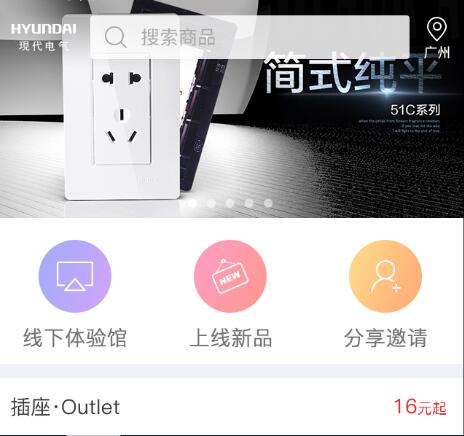 HYUNDAI
现代电气
搜索商品
广州
简式纯平
51C系列
线下体验馆
NEW
上线新品
分享邀请
插座·Outlet
16元起